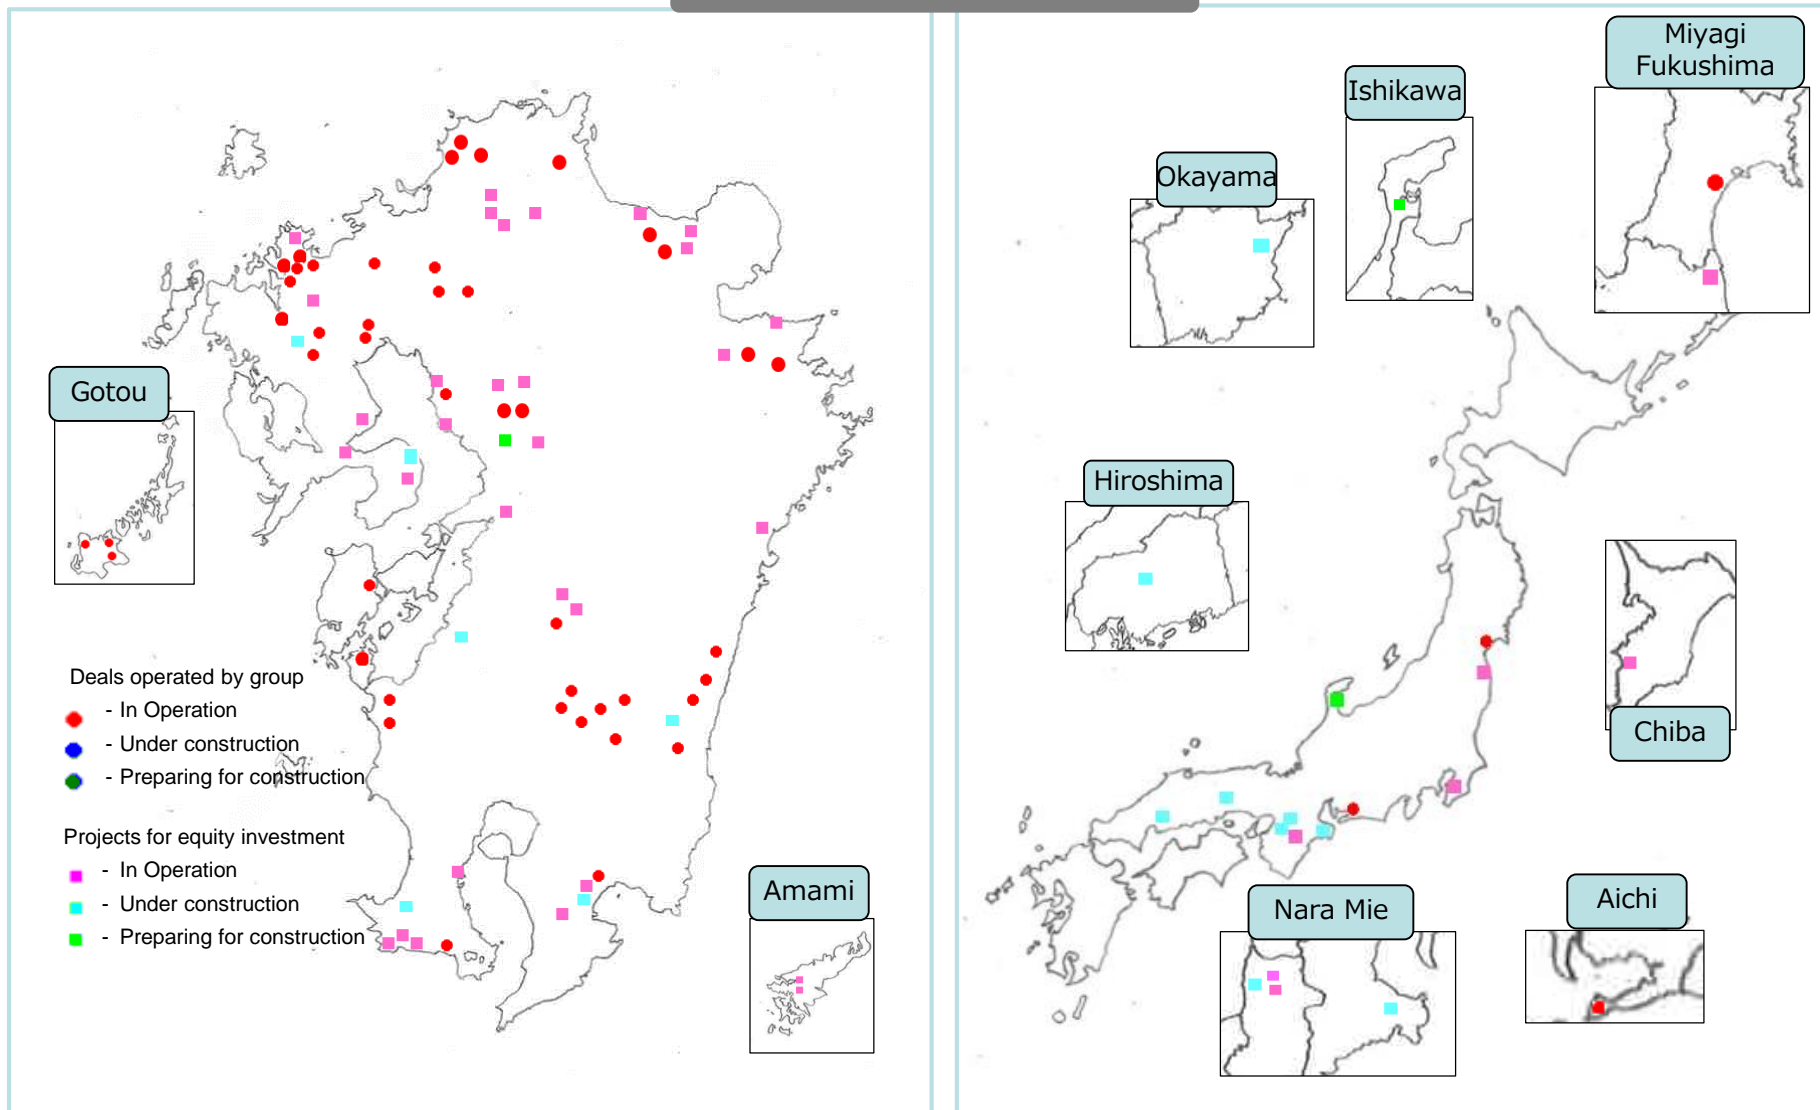 Gotou
Deals operated by group
- In Operation
- Under construction
- Preparing for construction
Projects for equity investment
- In Operation
- Under construction
- Preparing for construction
Amami
Miyagi
Fukushima
Ishikawa
Okayama
Hiroshima
Chiba
Nara Mie
Aichi